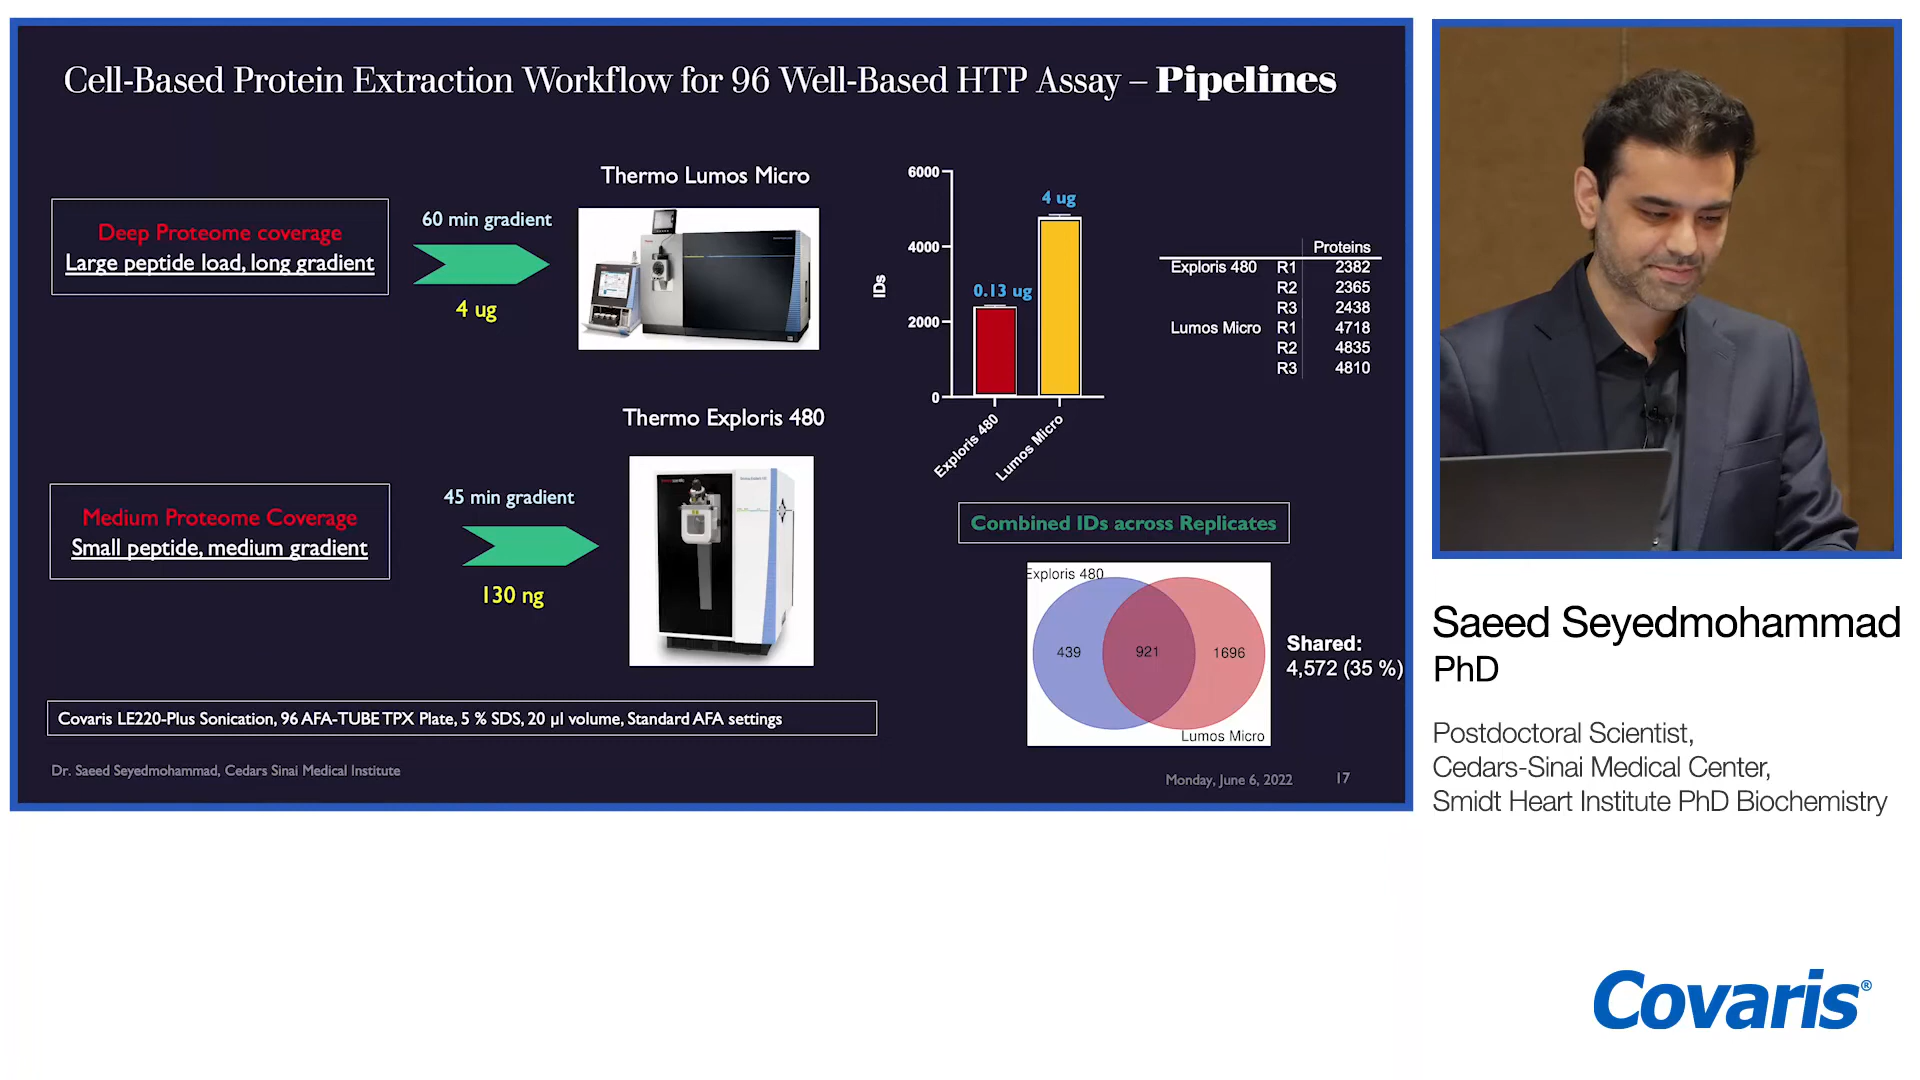 Cell-Based Protein Extraction Workflow for 96 Well-Based HTP Assay – Pipelines
Deep Proteome coverage
Large peptide load, long gradient
60 min gradient
4 ug
Thermo Lumos Micro
Medium Proteome Coverage
Small peptide, medium gradient
45 min gradient
130 ng
Thermo Exploris 480
IDs
6000
4000
2000
0
0.13 ug
4 ug
Exploris 480
Lumos Micro
Proteins
Exploris 480 R1 2382
R2 2365
R3 2438
Lumos Micro R1 4718
R2 4835
R3 4810
Combined IDs across Replicates
Exploris 480
439 921 1696
Lumos Micro
Shared:
4,572 (35 %)
Covaris LE220-Plus Sonication, 96 AFA-TUBE TPX Plate, 5 % SDS, 20 µl volume, Standard AFA settings
Dr. Saeed Seyedmohammad, Cedars Sinai Medical Institute
Monday, June 6, 2022 17
Saeed Seyedmohammad
PhD
Postdoctoral Scientist,
Cedars-Sinai Medical Center,
Smidt Heart Institute PhD Biochemistry
Covaris®